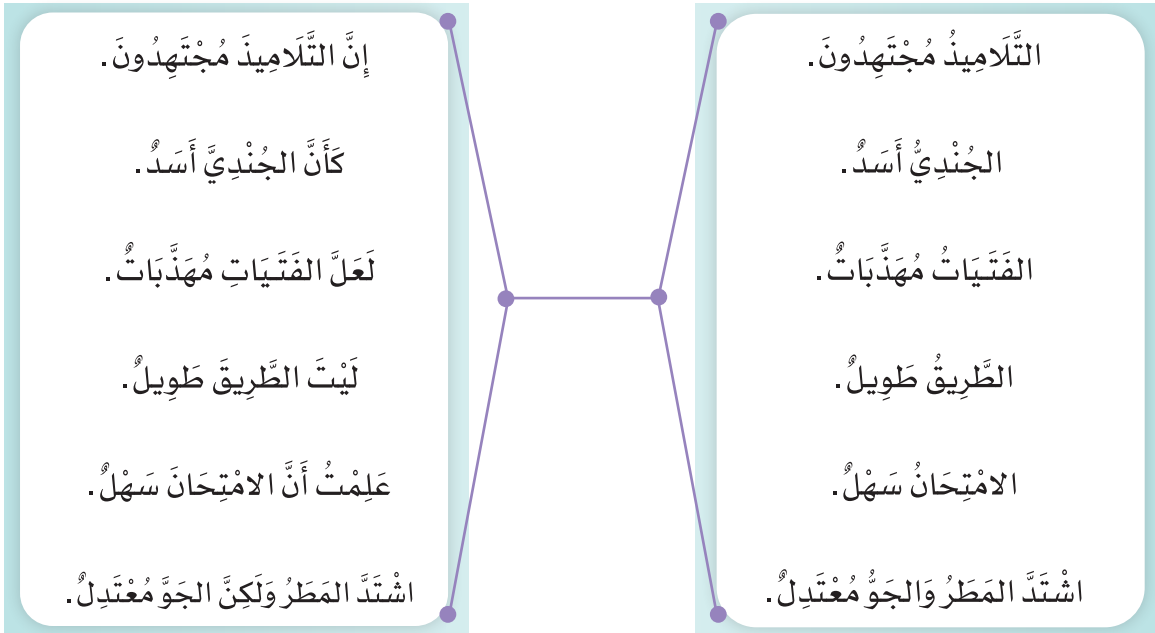 التَّلَامِيذُ مُجْتَهِدُونَ.
الجُنْدِيُّ أَسَدٌ.
الفَتَيَاتُ مُهَذَّبَاتٌ.
الطَّرِيقُ طَوِيلٌ.
الامْتِحَانُ سَهْلٌ.
اشْتَدَّ المَطَرُ وَالجَوُّ مُعْتَدِلٌ.
إِنَّ التَّلَامِيذَ مُجْتَهِدُونَ.
كَأَنَّ الجُنْدِيَّ أَسَدٌ.
لَعَلَّ الفَتَيَاتِ مُهَذَّبَاتٌ.
لَيْتَ الطَّرِيقَ طَوِيلٌ.
عَلِمْتُ أَنَّ الامْتِحَانَ سَهْلٌ.
اشْتَدَّ المَطَرُ وَلَكِنَّ الجَوَّ مُعْتَدِلٌ.